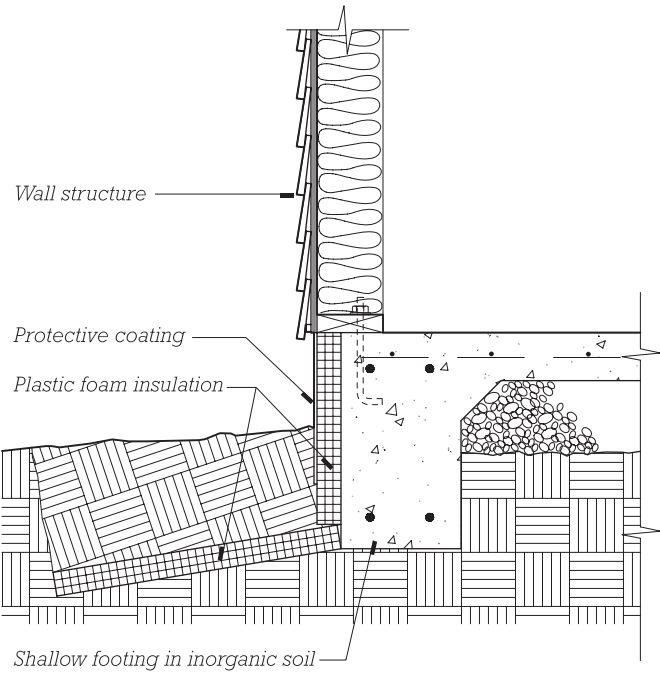 Wall structure
Protective coating
Plastic foam insulation
Shallow footing in inorganic soil